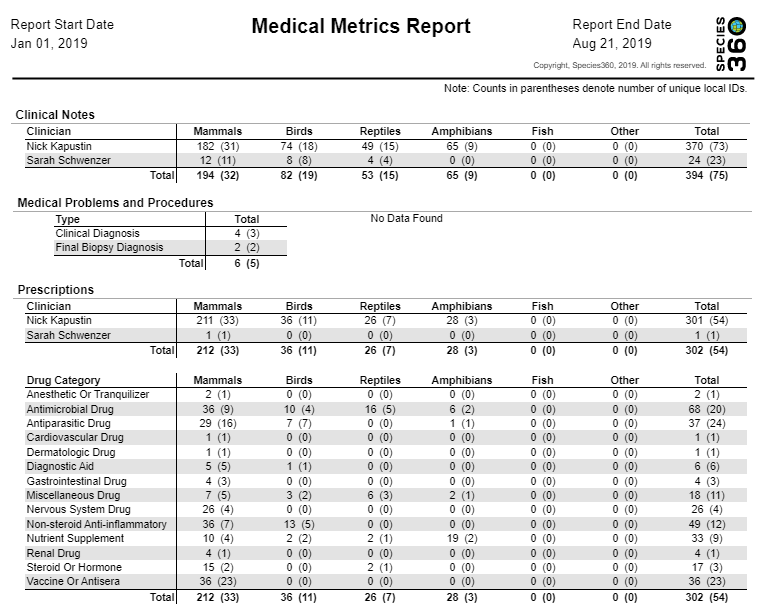 Report Start Date
Jan 01, 2019
Medical Metrics Report
Report End Date
Aug 21, 2019
SPECIES 360
Copyright, Species360, 2019. All rights reserved.
Note: Counts in parentheses denote number of unique local IDs.
Clinical Notes
Clinician Mammals Birds Reptiles Amphibians Fish Other Total
Nick Kapustin 182 (31) 74 (18) 49 (15) 65 (9) 0 (0) 0 (0) 370 (73)
Sarah Schwenzer 12 (11) 8 (8) 4 (4) 0 (0) 0 (0) 0 (0) 24 (23)
Total 194 (32) 82 (19) 53 (15) 65 (9) 0 (0) 0 (0) 394 (75)
Medical Problems and Procedures
Type Total
No Data Found
Clinical Diagnosis 4 (3)
Final Biopsy Diagnosis 2 (2)
Total 6 (5)
Prescriptions
Clinician Mammals Birds Reptiles Amphibians Fish Other Total
Nick Kapustin 211 (33) 36 (11) 26 (7) 28 (3) 0 (0) 0 (0) 301 (54)
Sarah Schwenzer 1 (1) 0 (0) 0 (0) 0 (0) 0 (0) 0 (0) 1 (1)
Total 212 (33) 36 (11) 26 (7) 28 (3) 0 (0) 0 (0) 302 (54)
Drug Category Mammals Birds Reptiles Amphibians Fish Other Total
Anesthetic Or Tranquilizer 2 (1) 0 (0) 0 (0) 0 (0) 0 (0) 0 (0) 2 (1)
Antimicrobial Drug 36 (9) 10 (4) 16 (5) 6 (2) 0 (0) 0 (0) 68 (20)
Antiparasitic Drug 29 (16) 7 (7) 0 (0) 1 (1) 0 (0) 0 (0) 37 (24)
Cardiovascular Drug 1 (1) 0 (0) 0 (0) 0 (0) 0 (0) 0 (0) 1 (1)
Dermatologic Drug 1 (1) 0 (0) 0 (0) 0 (0) 0 (0) 0 (0) 1 (1)
Diagnostic Aid 5 (5) 1 (1) 0 (0) 0 (0) 0 (0) 0 (0) 6 (6)
Gastrointestinal Drug 4 (3) 0 (0) 0 (0) 0 (0) 0 (0) 0 (0) 4 (3)
Miscellaneous Drug 7 (5) 3 (2) 6 (3) 2 (1) 0 (0) 0 (0) 18 (11)
Nervous System Drug 26 (4) 0 (0) 0 (0) 0 (0) 0 (0) 0 (0) 26 (4)
Non-steroid Anti-inflammatory 36 (7) 13 (5) 0 (0) 0 (0) 0 (0) 0 (0) 49 (12)
Nutrient Supplement 10 (4) 2 (2) 2 (1) 19 (2) 0 (0) 0 (0) 33 (9)
Renal Drug 4 (1) 0 (0) 0 (0) 0 (0) 0 (0) 0 (0) 4 (1)
Steroid Or Hormone 15 (2) 0 (0) 2 (1) 0 (0) 0 (0) 0 (0) 17 (3)
Vaccine Or Antisera 36 (23) 0 (0) 0 (0) 0 (0) 0 (0) 0 (0) 36 (23)
Total 212 (33) 36 (11) 26 (7) 28 (3) 0 (0) 0 (0) 302 (54)